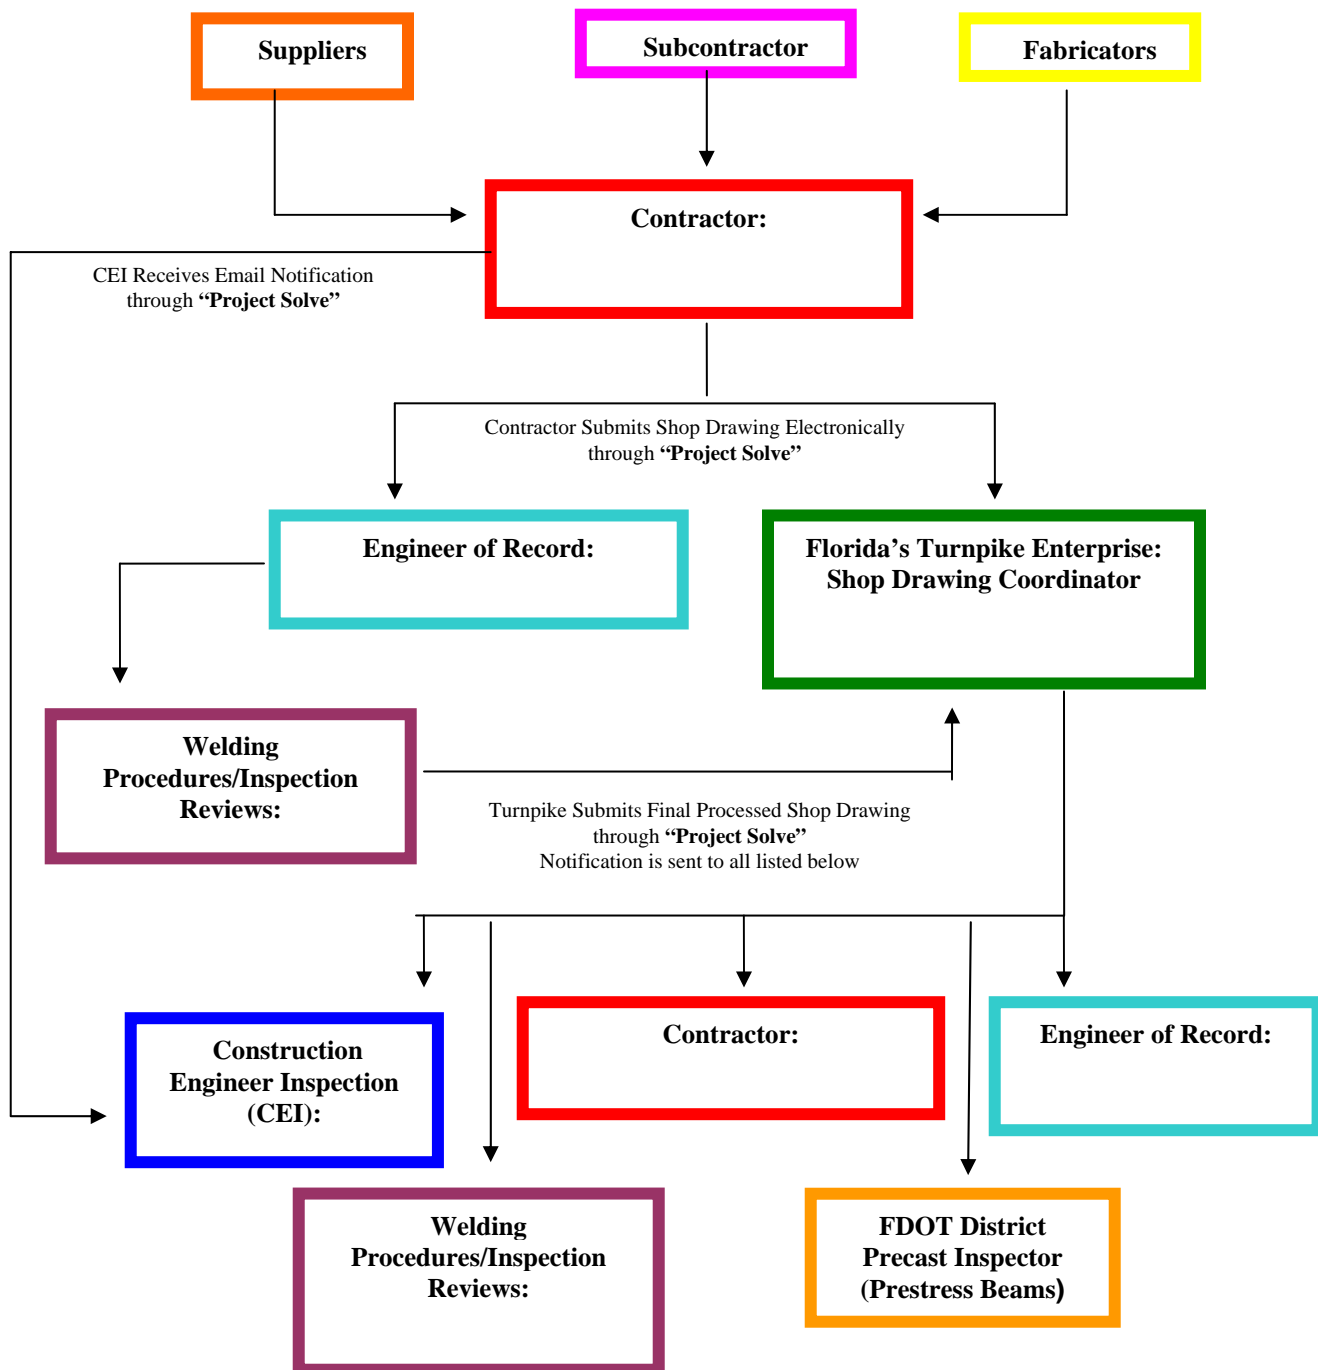 Suppliers
Subcontractor
Fabricators
Contractor:
CEI Receives Email Notification
through “Project Solve”
Contractor Submits Shop Drawing Electronically
through “Project Solve”
Engineer of Record:
Florida’s Turnpike Enterprise:
Shop Drawing Coordinator
Welding
Procedures/Inspection
Reviews:
Turnpike Submits Final Processed Shop Drawing
through “Project Solve”
Notification is sent to all listed below
Construction
Engineer Inspection
(CEI):
Contractor:
Engineer of Record:
Welding
Procedures/Inspection
Reviews:
FDOT District
Precast Inspector
(Prestress Beams)